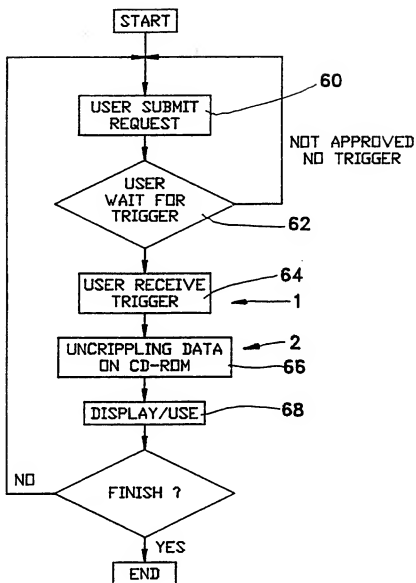 START
60
USER SUBMIT
REQUEST
NOT APPROVED
NO TRIGGER
USER
WAIT FOR
TRIGGER
62
64
USER RECEIVE
TRIGGER
1
2
UNCRIPPLING DATA
ON CD-ROM
66
DISPLAY/USE
68
NO
FINISH ?
YES
END